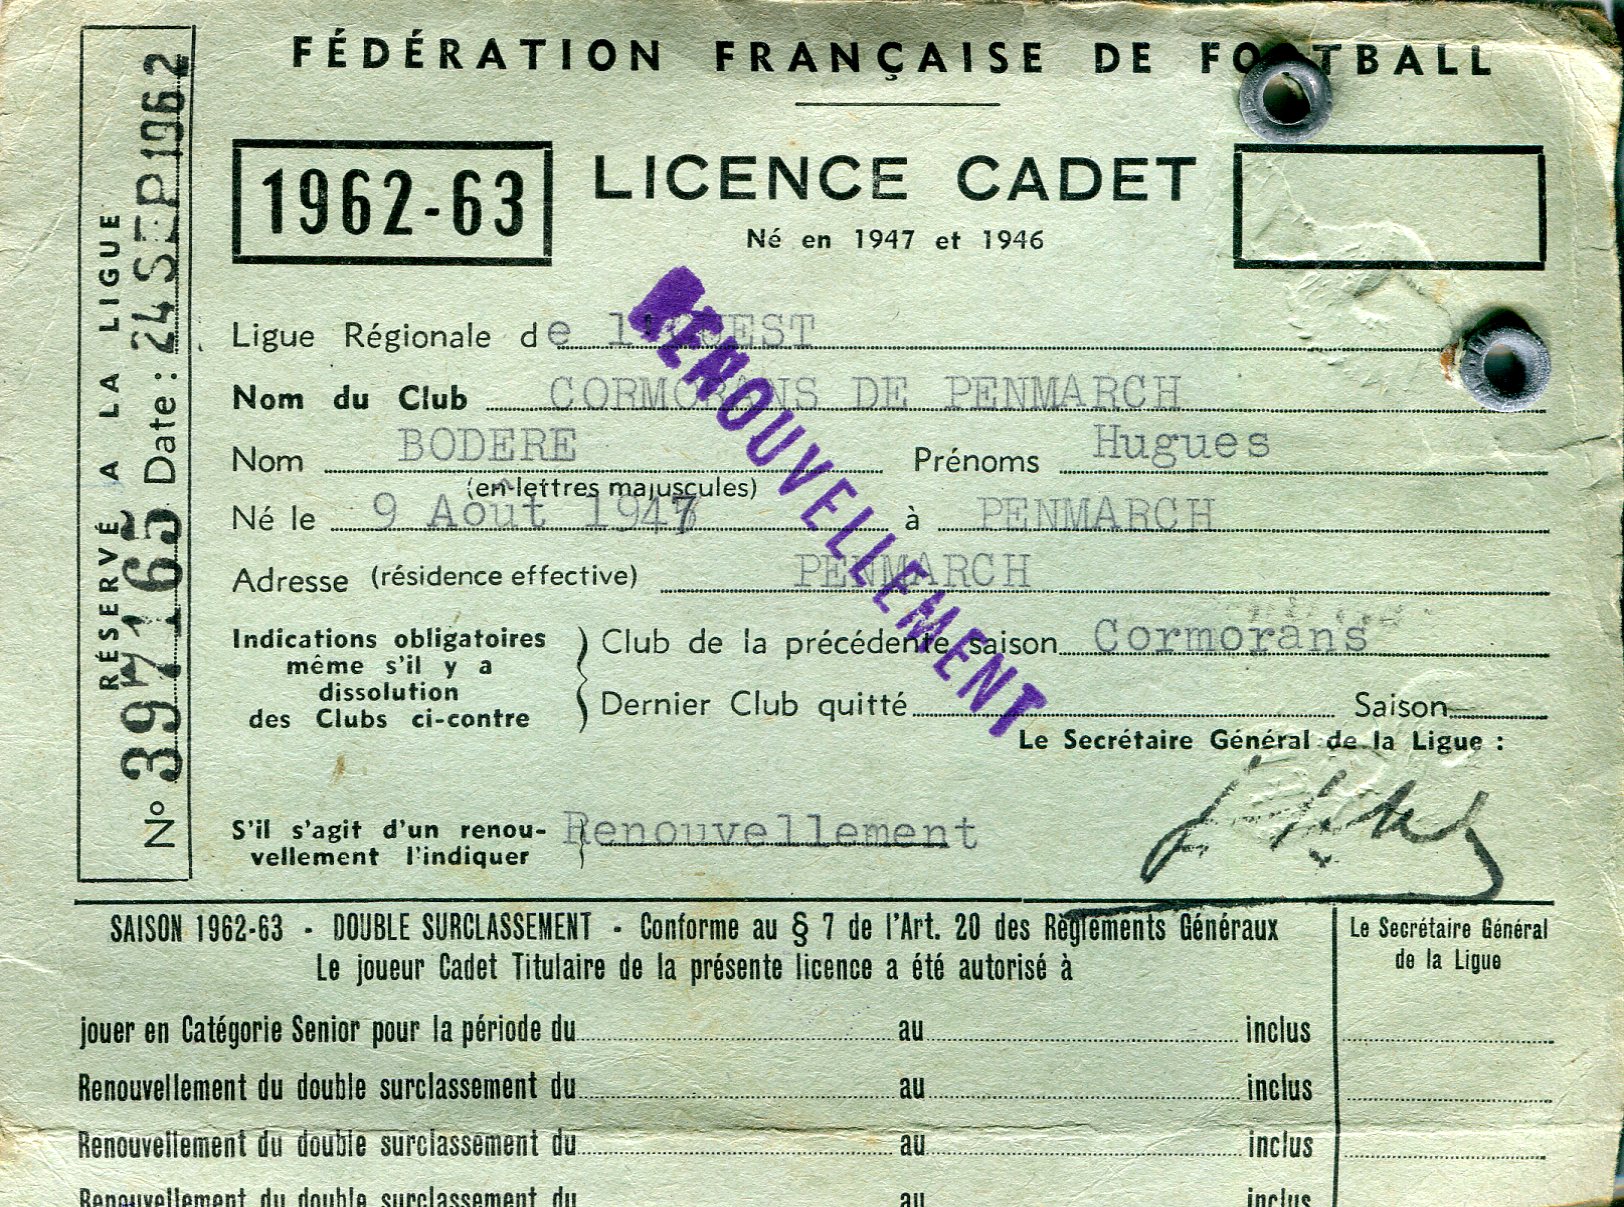 FÉDÉRATION FRANÇAISE DE FOOTBALL
1962-63
LICENCE CADET
Né en 1947 et 1946
RÉSERVÉ A LA LIGUE
N° 397165 Date : 24 SEP 1962
Ligue Régionale de l'OUEST
Nom du Club CORMORANS DE PENMARCH
Nom BODERE Prénoms Hugues
(en lettres majuscules)
Né le 9 Août 1947 à PENMARCH
Adresse (résidence effective) PENMARCH
RENOUVELLEMENT
Indications obligatoires
même s'il y a
dissolution
des Clubs ci-contre
Club de la précédente saison Cormorans
Dernier Club quitté Saison
Le Secrétaire Général de la Ligue :
S'il s'agit d'un renou-
vellement l'indiquer
Renouvellement
SAISON 1962-63 - DOUBLE SURCLASSEMENT - Conforme au § 7 de l'Art. 20 des Règlements Généraux
Le joueur Cadet Titulaire de la présente licence a été autorisé à
Le Secrétaire Général
de la Ligue
jouer en Catégorie Senior pour la période du au inclus
Renouvellement du double surclassement du au inclus
Renouvellement du double surclassement du au inclus
Renouvellement du double surclassement du au inclus